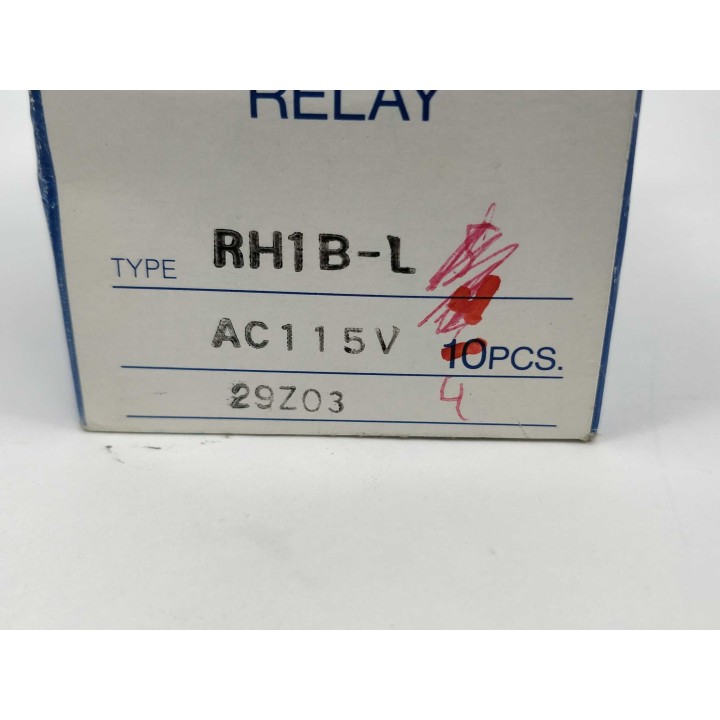 RELAY
TYPE RH1B-L
AC115V 10PCS.
29Z03 4